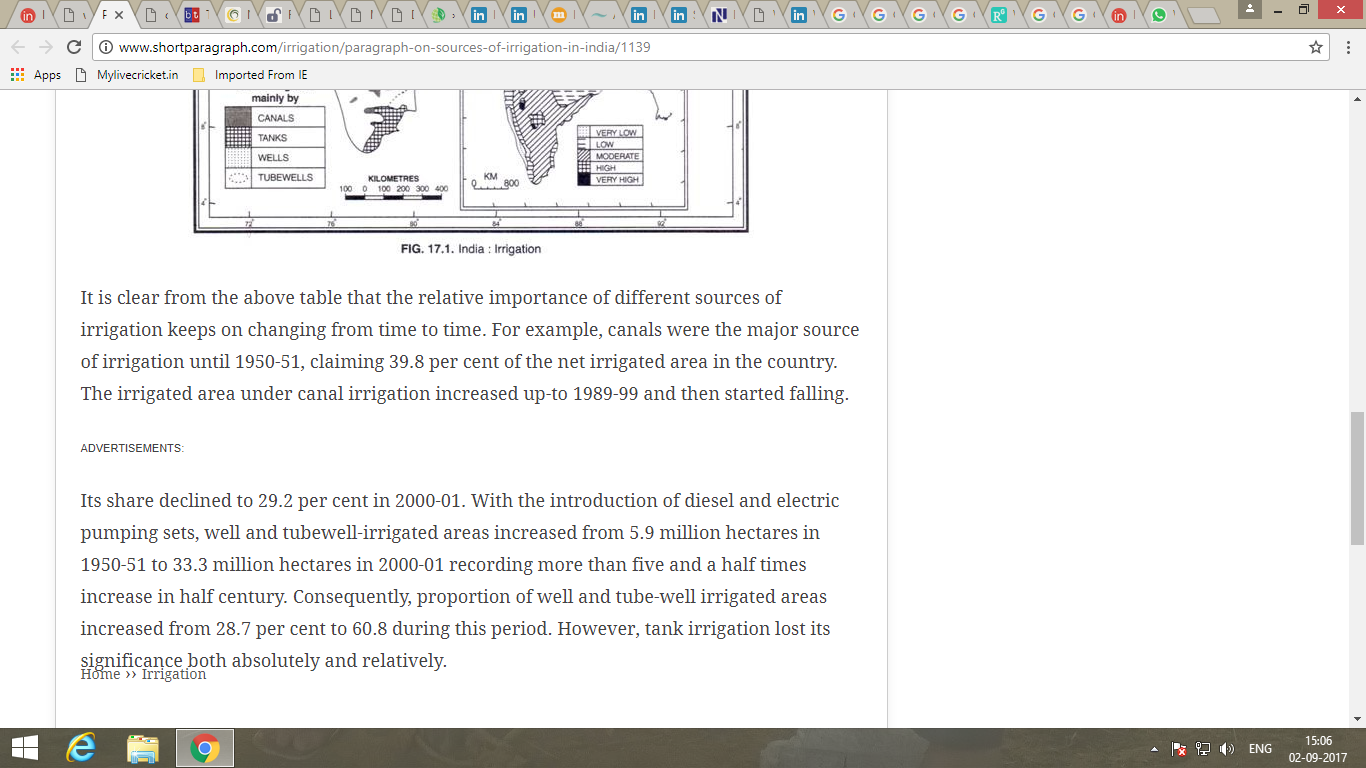 www.shortparagraph.com/irrigation/paragraph-on-sources-of-irrigation-in-india/1139
Apps Mylivecricket.in Imported From IE
mainly by
CANALS
TANKS
WELLS
TUBEWELLS
KILOMETRES
100 0 100 200 300 400
KM
0 800
VERY LOW
LOW
MODERATE
HIGH
VERY HIGH
8° 8°
4° 4°
72° 76° 80° 84° 88° 92°
FIG. 17.1. India : Irrigation
It is clear from the above table that the relative importance of different sources of
irrigation keeps on changing from time to time. For example, canals were the major source
of irrigation until 1950-51, claiming 39.8 per cent of the net irrigated area in the country.
The irrigated area under canal irrigation increased up-to 1989-99 and then started falling.
ADVERTISEMENTS:
Its share declined to 29.2 per cent in 2000-01. With the introduction of diesel and electric
pumping sets, well and tubewell-irrigated areas increased from 5.9 million hectares in
1950-51 to 33.3 million hectares in 2000-01 recording more than five and a half times
increase in half century. Consequently, proportion of well and tube-well irrigated areas
increased from 28.7 per cent to 60.8 during this period. However, tank irrigation lost its
significance both absolutely and relatively.
Home ›› Irrigation
ENG
15:06
02-09-2017